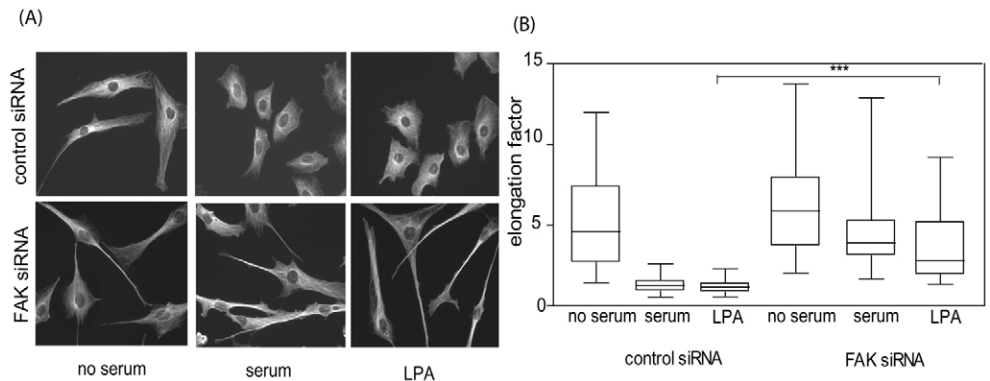 (A)
control siRNA
FAK siRNA
no serum serum LPA
(B)
elongation factor
15
10
5
0
***
no serum serum LPA no serum serum LPA
control siRNA FAK siRNA